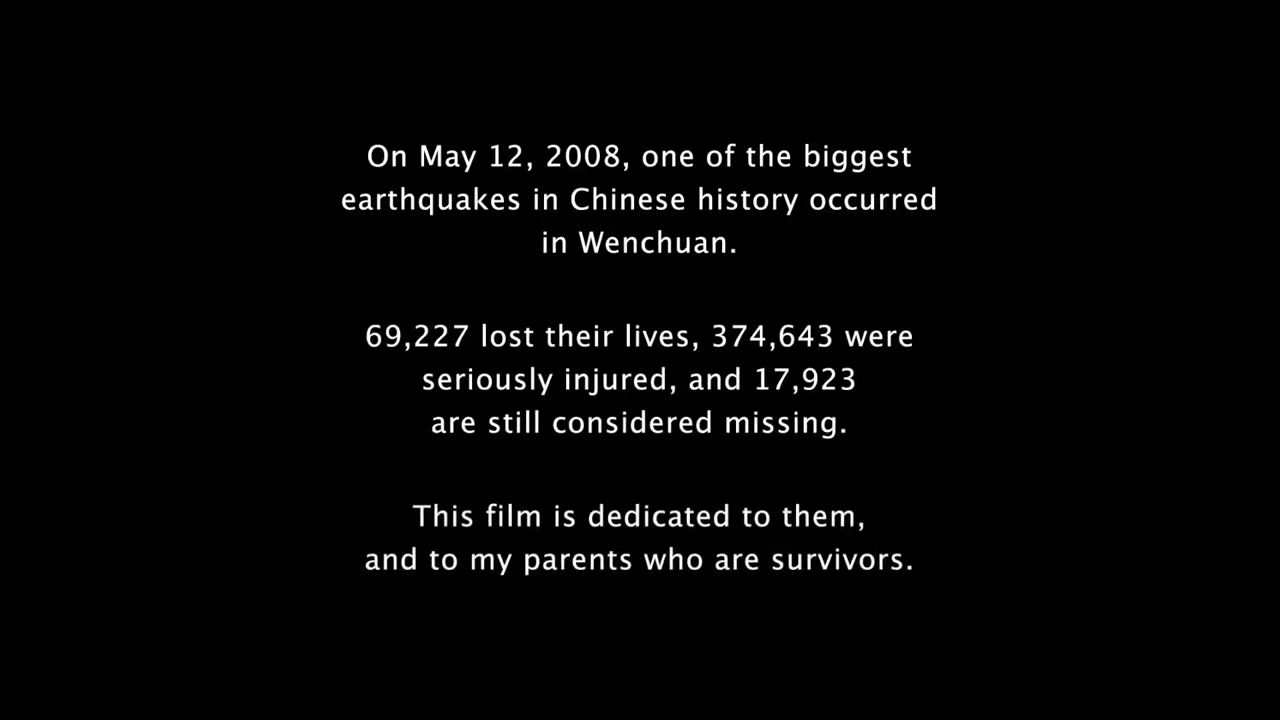 On May 12, 2008, one of the biggest
earthquakes in Chinese history occurred
in Wenchuan.
69,227 lost their lives, 374,643 were
seriously injured, and 17,923
are still considered missing.
This film is dedicated to them,
and to my parents who are survivors.